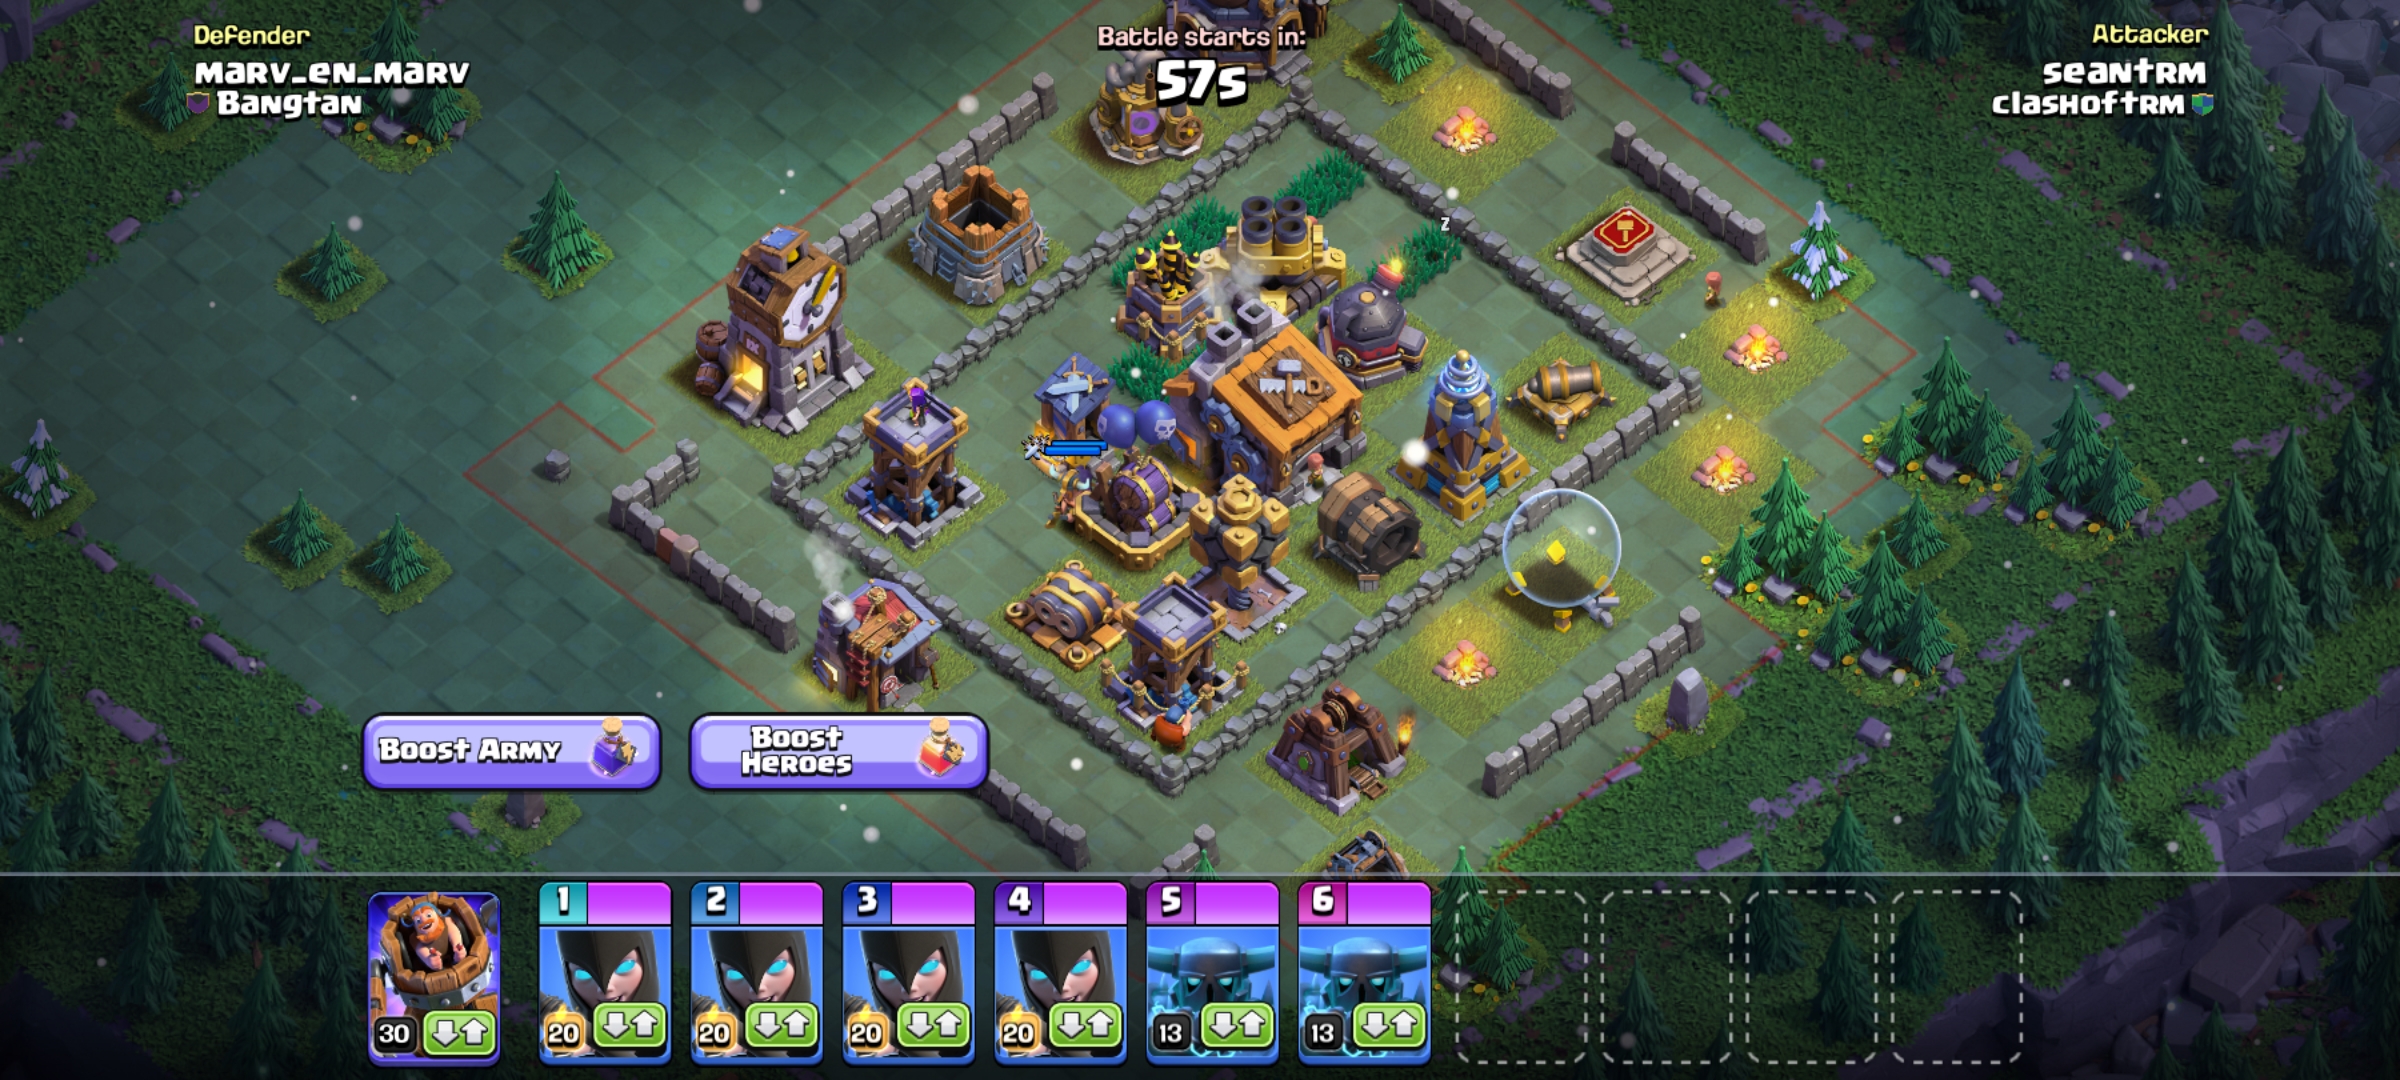 Defender
marv_en_marv
Bangtan
Battle starts in:
57s
Attacker
seantRM
clashoftRM
z
IX
Boost Army
Boost
Heroes
1
2
3
4
5
6
30
20
20
20
20
13
13